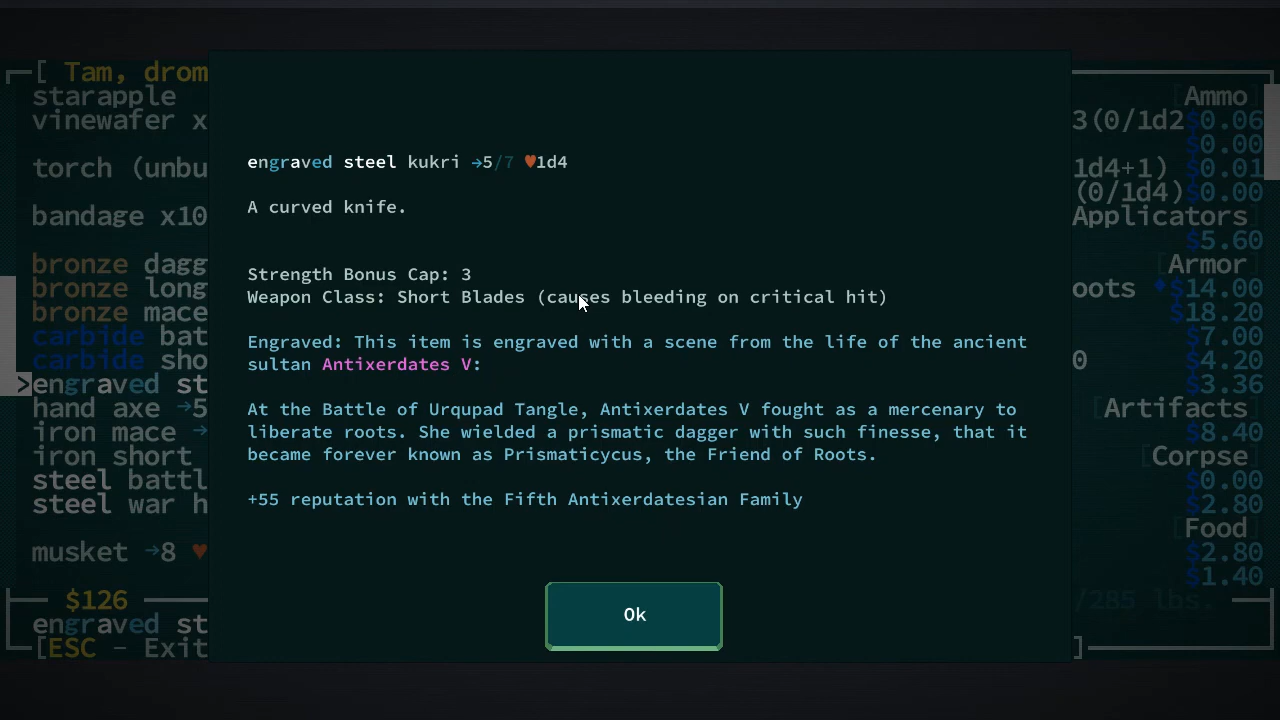 [ Tam, drom
starapple
[Ammo]
vinewafer x
3(0/1d2 $0.06
$0.00
torch (unbu
1d4+1) $0.01
(0/1d4) $0.00
bandage x10
[Applicators]
$5.60
bronze dagg
[Armor]
bronze long
oots ♦$14.00
bronze mace
$18.20
carbide bat
$7.00
carbide sho
0 $4.20
>engraved st
$3.36
hand axe →5
[Artifacts]
iron mace →
$8.40
iron short
[Corpse]
steel battl
$0.00
steel war h
$2.80
[Food]
musket →8 ♥
$2.80
$1.40
$126
/285 lbs.
engraved st
[ESC - Exit
]
engraved steel kukri →5/7 ♥1d4
A curved knife.
Strength Bonus Cap: 3
Weapon Class: Short Blades (causes bleeding on critical hit)
Engraved: This item is engraved with a scene from the life of the ancient
sultan Antixerdates V:
At the Battle of Urqupad Tangle, Antixerdates V fought as a mercenary to
liberate roots. She wielded a prismatic dagger with such finesse, that it
became forever known as Prismaticycus, the Friend of Roots.
+55 reputation with the Fifth Antixerdatesian Family
Ok